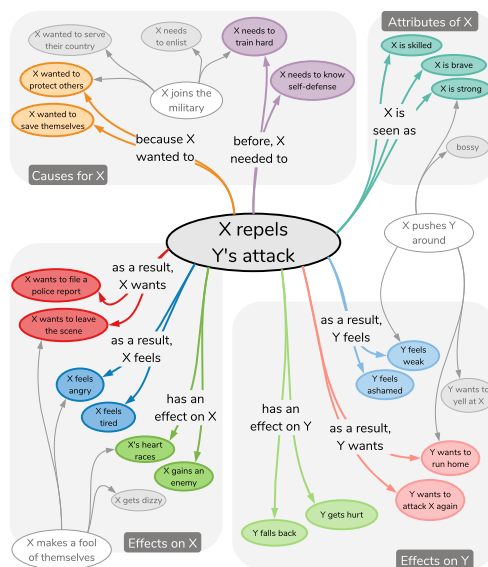 Attributes of X
X wanted to serve
their country
X needs
to enlist
X needs to
train hard
X is skilled
X is brave
X is strong
X wanted to
protect others
X joins the
military
X needs to know
self-defense
X wanted to
save themselves
because X
wanted to
before, X
needed to
X is
seen as
bossy
Causes for X
X repels
Y's attack
X pushes Y
around
as a result,
X wants
X wants to file a
police report
X wants to leave
the scene
as a result,
X feels
as a result,
Y feels
Y feels
weak
X feels
angry
Y feels
ashamed
Y wants to
yell at X
X feels
tired
has an
effect on X
has an
effect on Y
as a result,
Y wants
X's heart
races
Y wants to
run home
X gains an
enemy
X gets dizzy
Y wants to
attack X again
Y gets hurt
Y falls back
X makes a fool
of themselves
Effects on X
Effects on Y